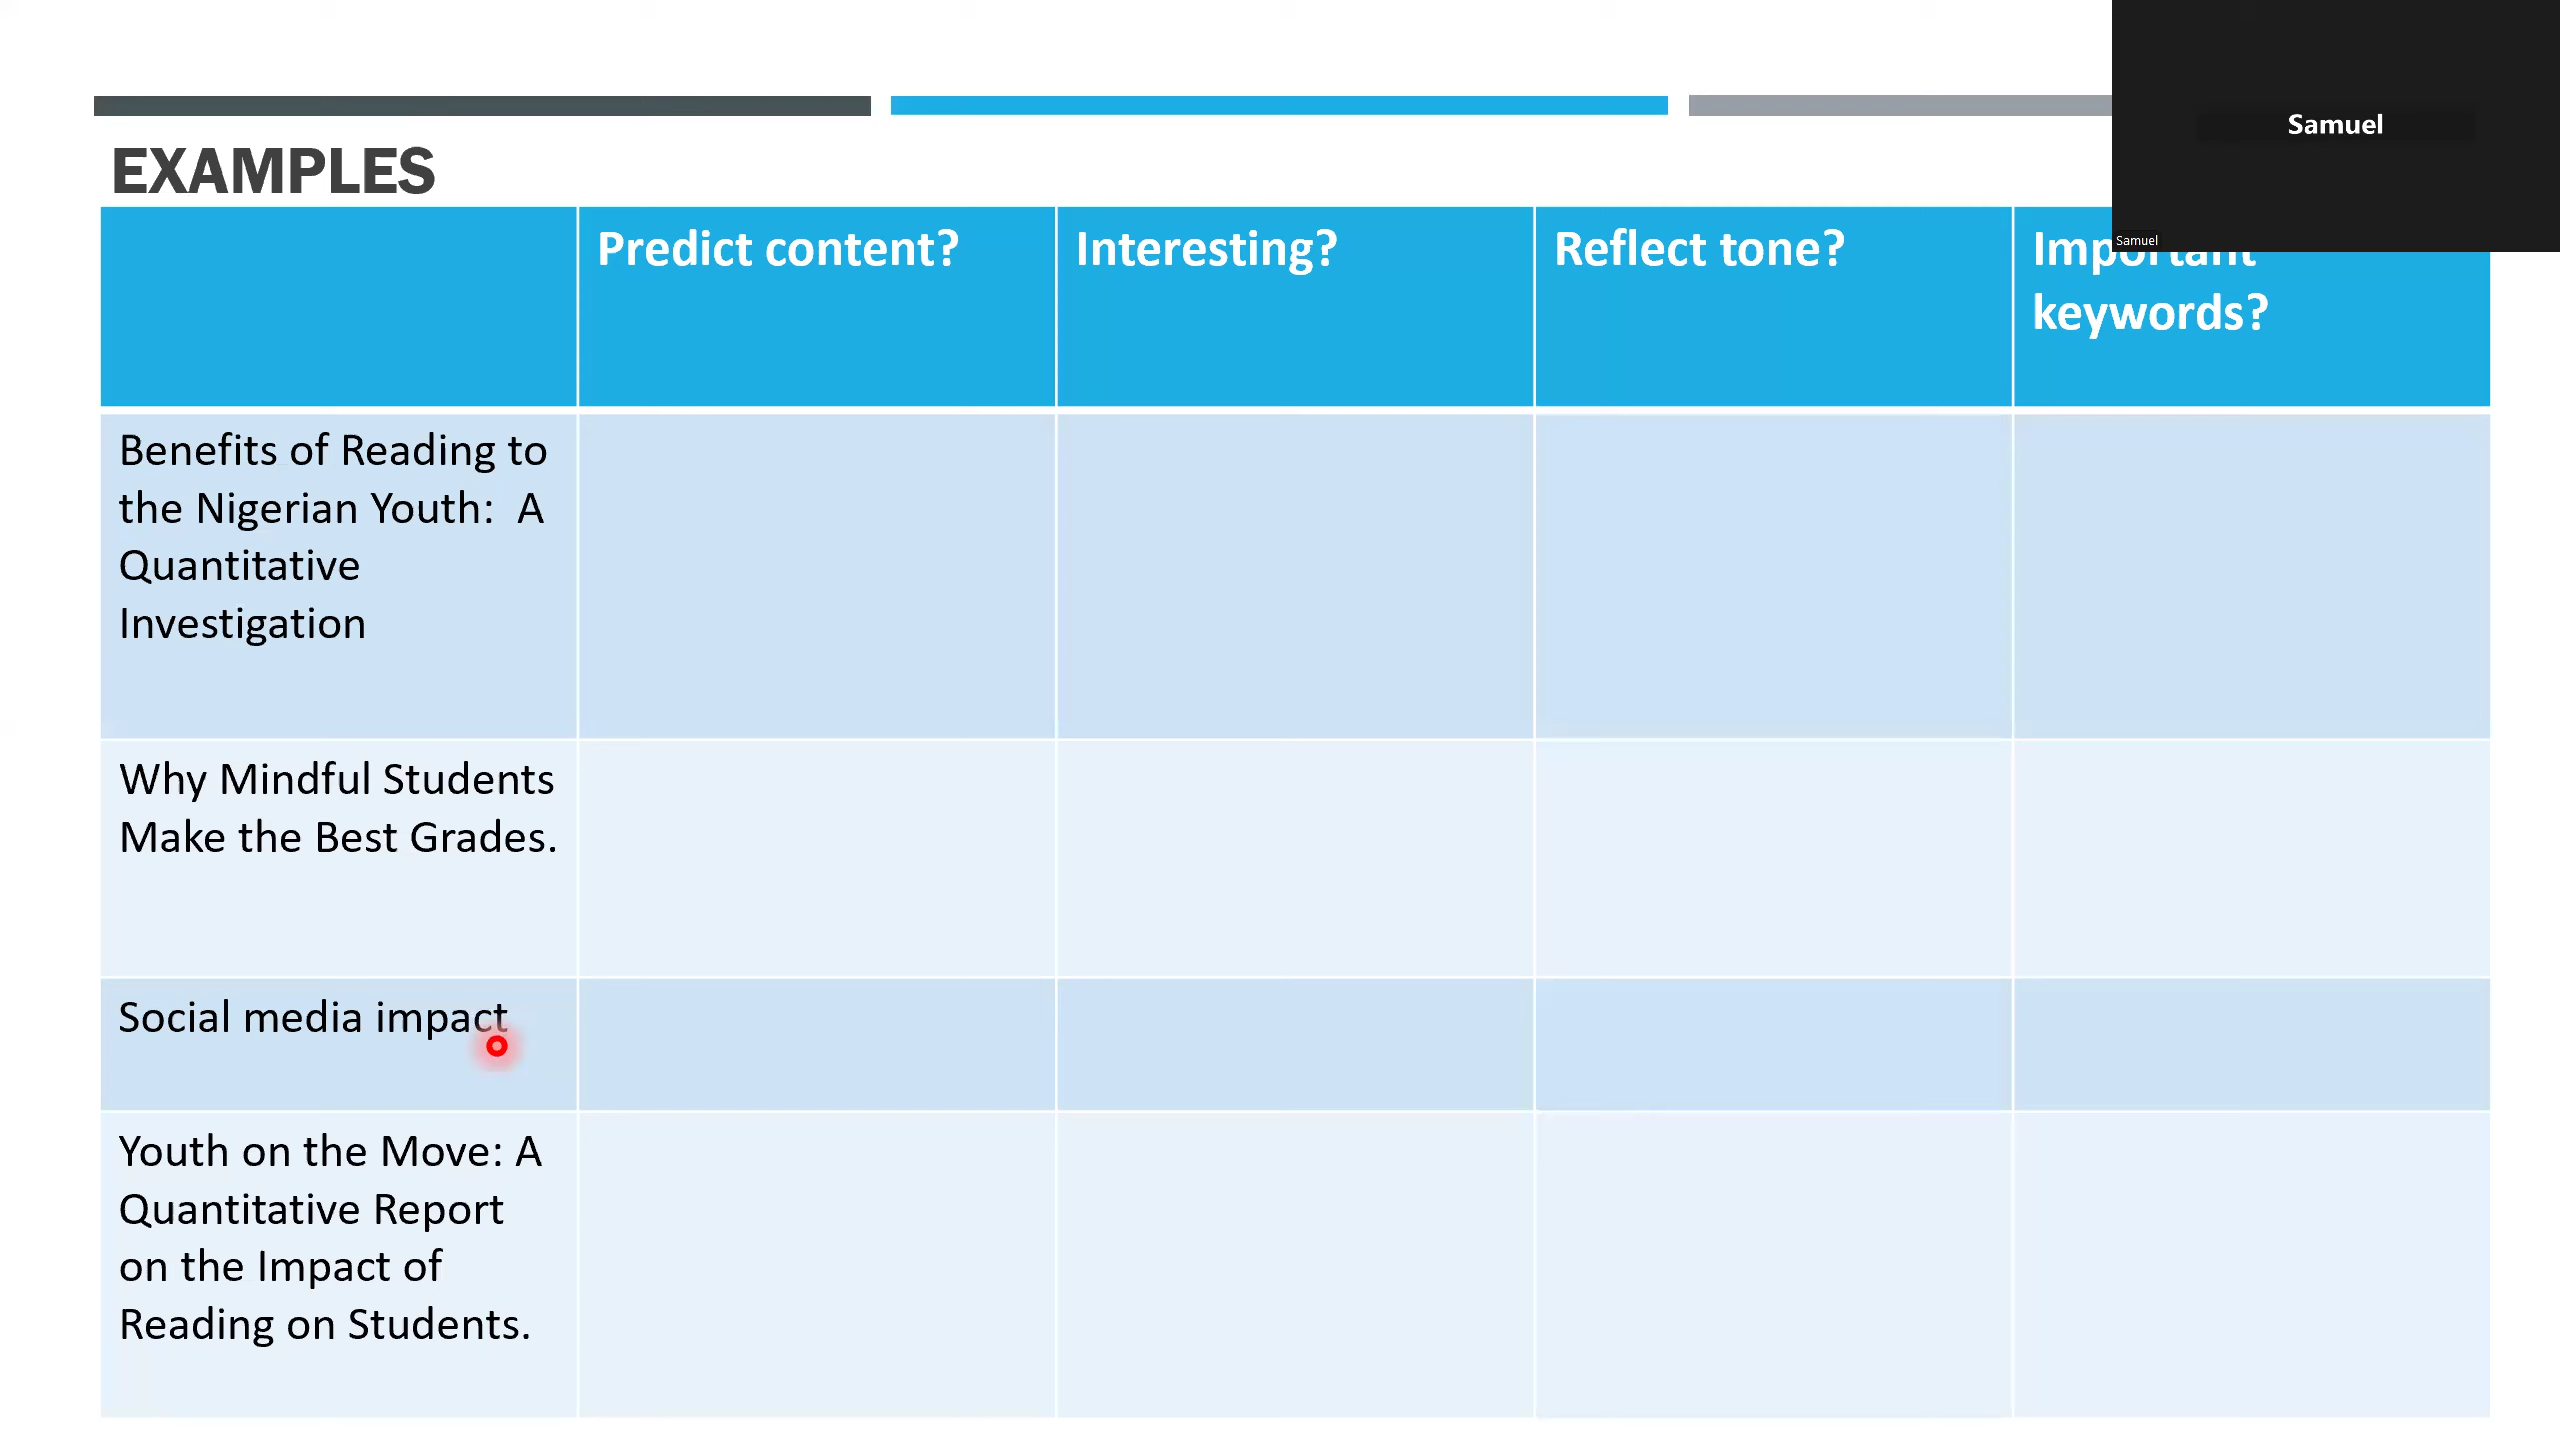 Samuel
Samuel
EXAMPLES
Predict content?
Interesting?
Reflect tone?
Important
keywords?
Benefits of Reading to
the Nigerian Youth:  A
Quantitative
Investigation
Why Mindful Students
Make the Best Grades.
Social media impact
Youth on the Move: A
Quantitative Report
on the Impact of
Reading on Students.